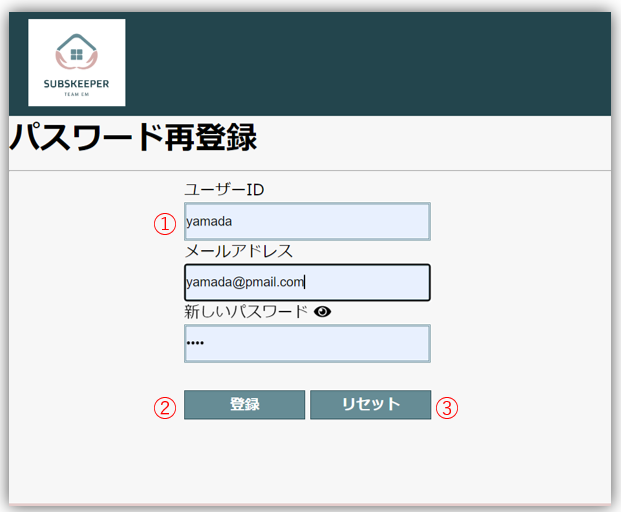 SUBSKEEPER
TEAM CM
パスワード再登録
ユーザーID
① yamada
メールアドレス
yamada@pmail.com
新しいパスワード
••••
② 登録 リセット ③